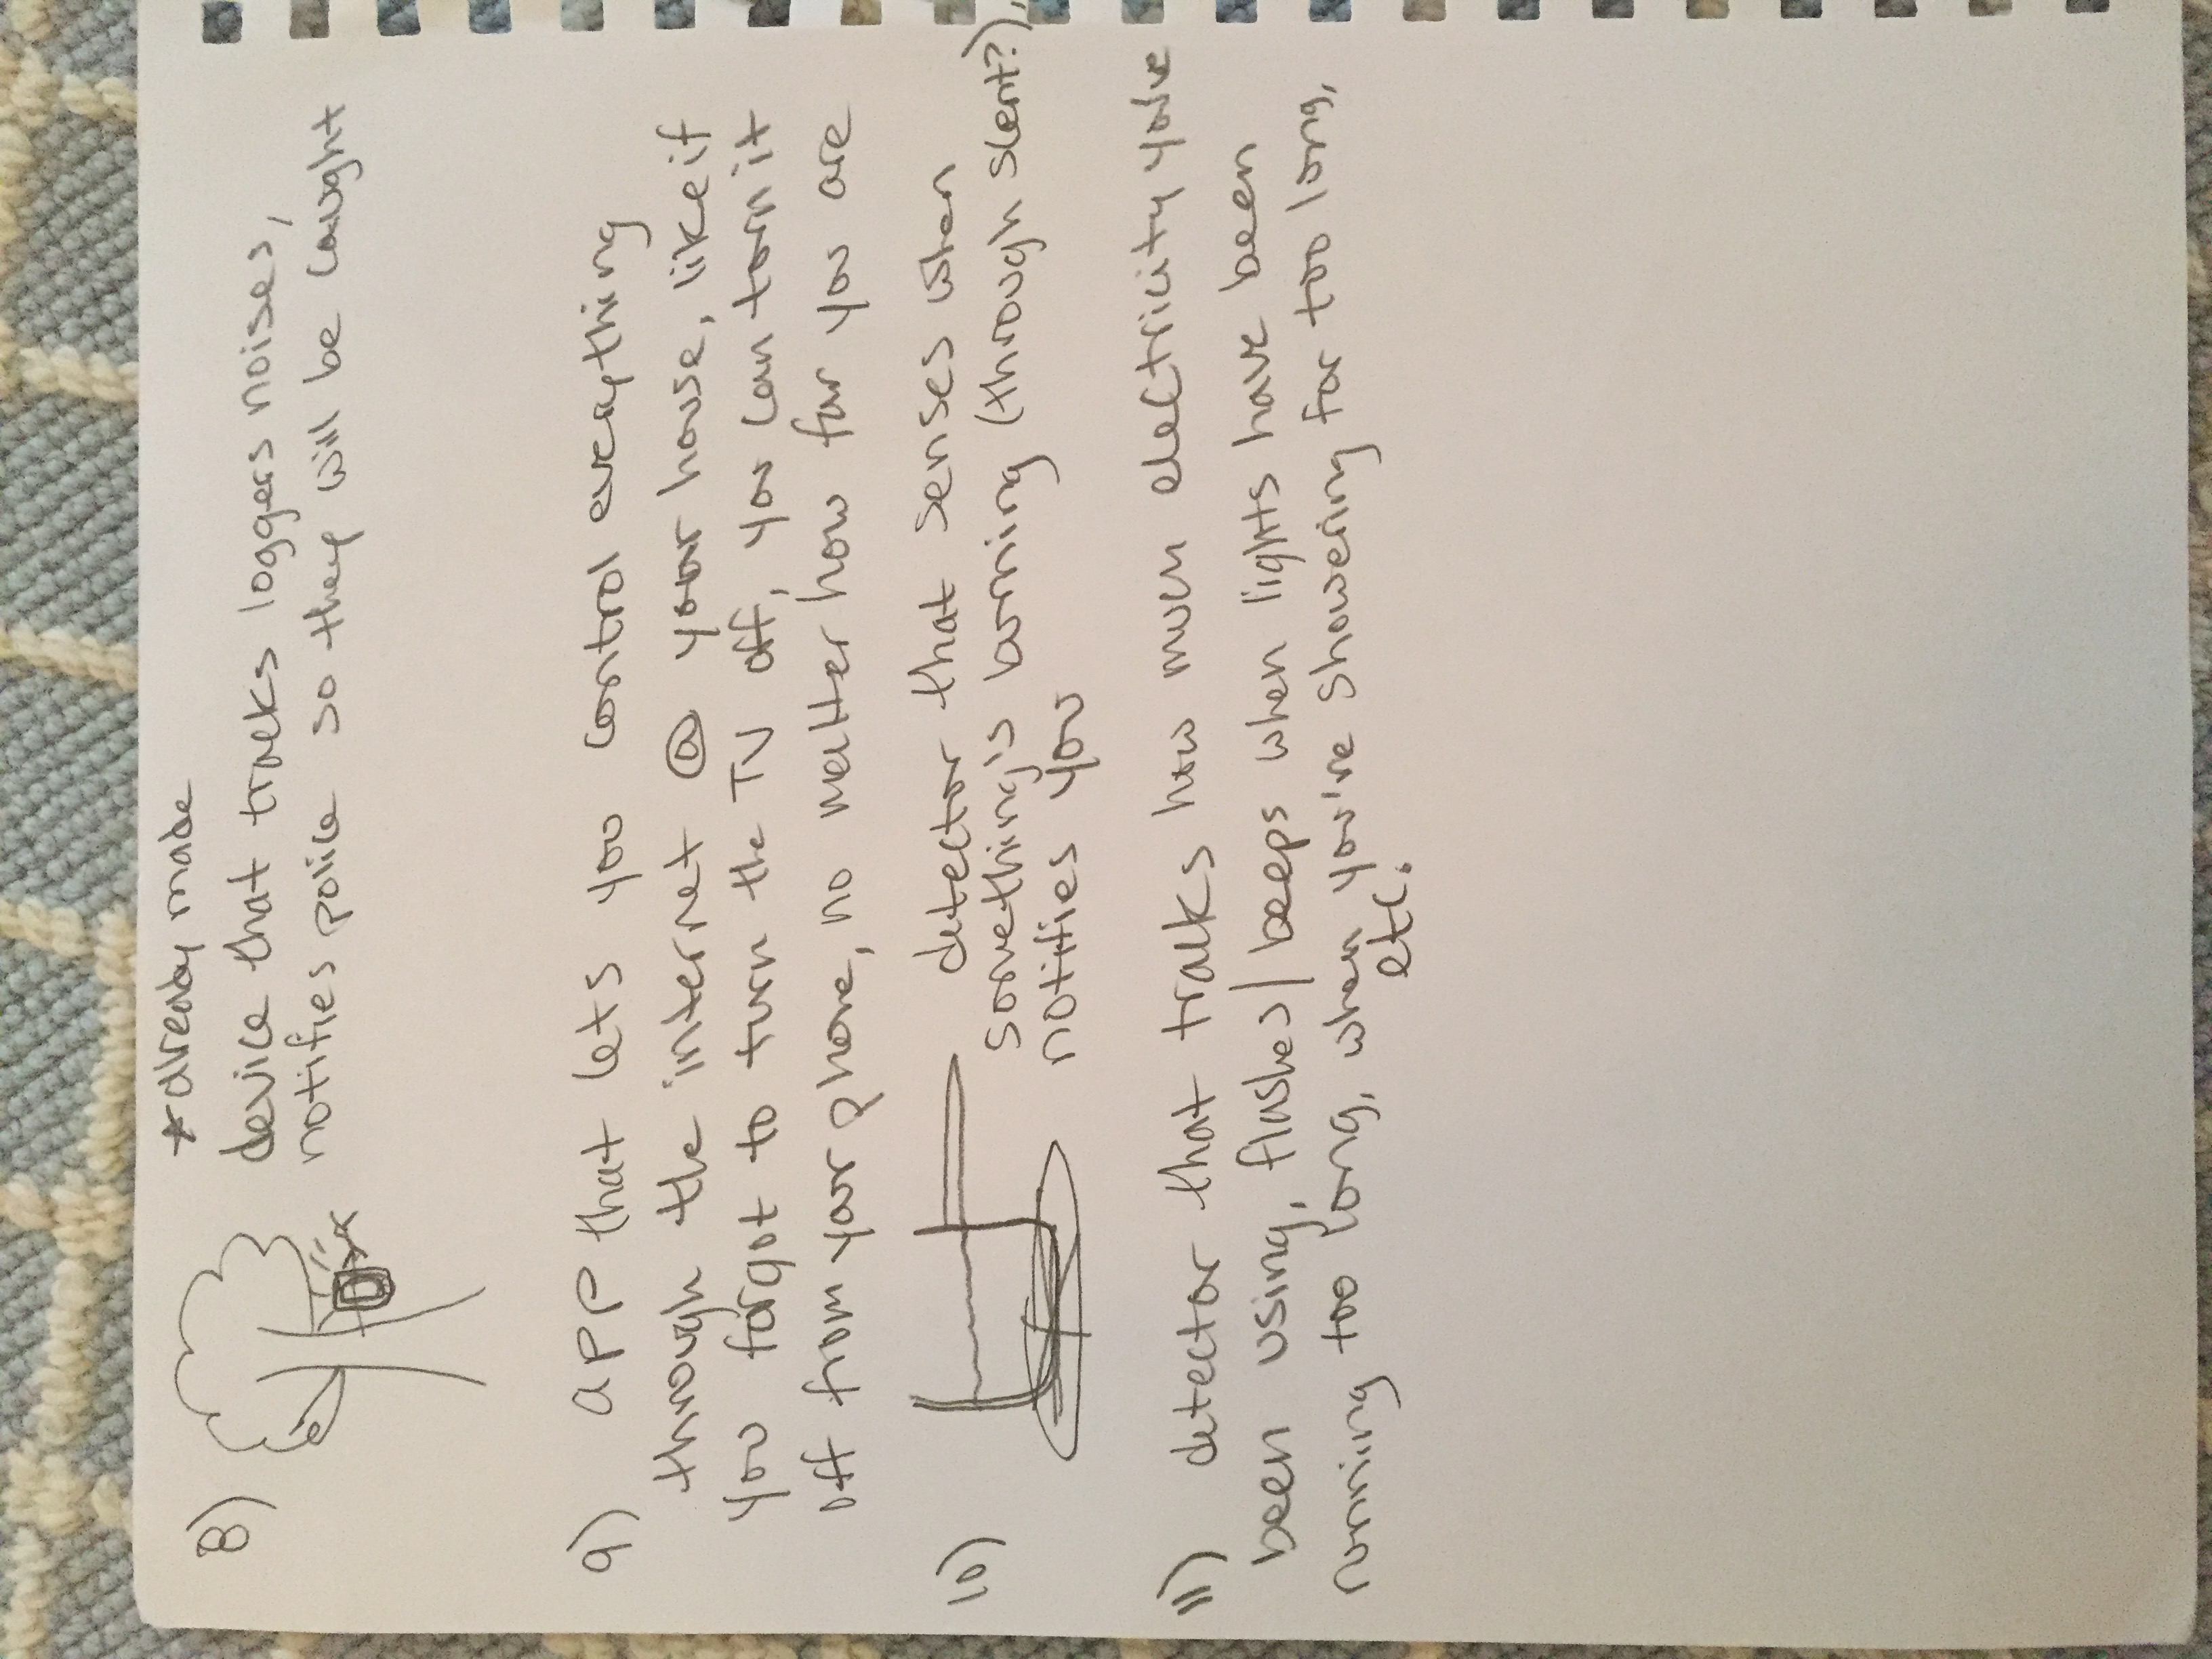 8) *already made
device that tracks loggers noises,
notifies police so they will be caught
9) app that lets you control everything
through the internet @ your house, like if
you forgot to turn the TV off, you can turn it
off from your phone, no matter how far you are
10) detector that senses when
something's burning (through scent?),
notifies you
11) detector that tracks how much electricity you've
been using, flashes/beeps when lights have been
running too long, when you're showering for too long,
etc.